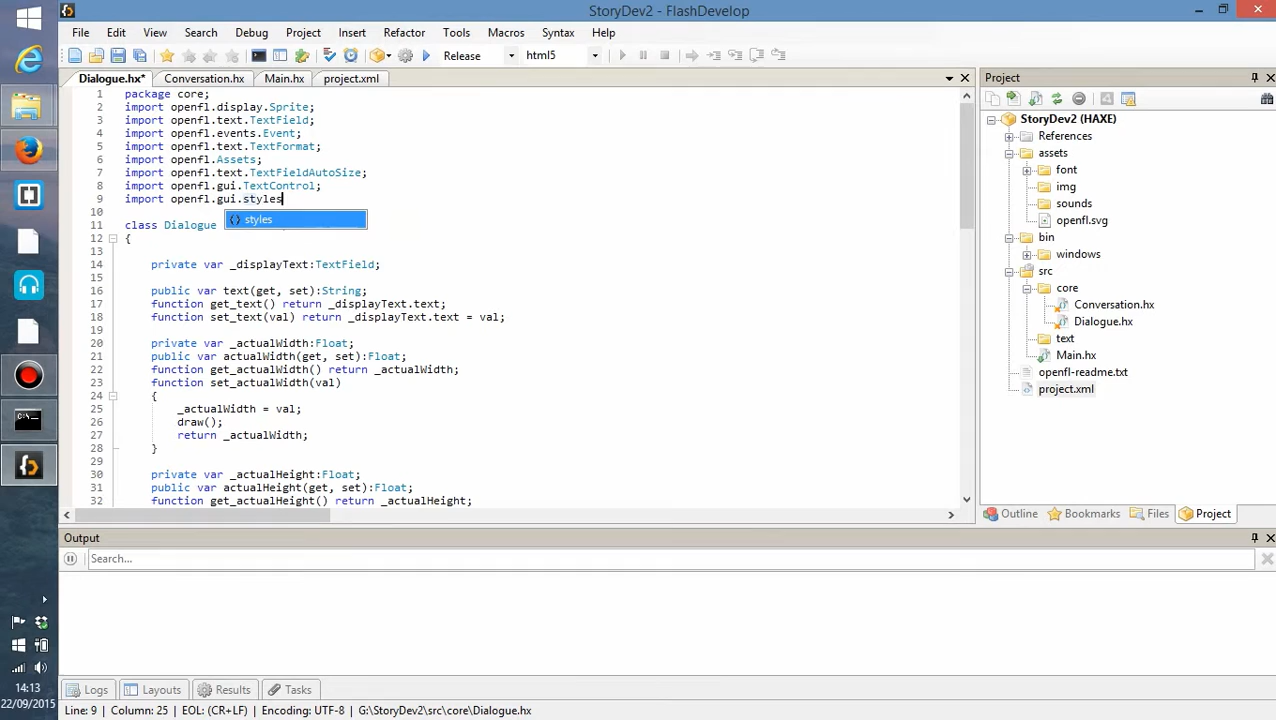 StoryDev2 - FlashDevelop
File Edit View Search Debug Project Insert Refactor Tools Macros Syntax Help
Release html5
Dialogue.hx* Conversation.hx Main.hx project.xml
1 package core;
2 import openfl.display.Sprite;
3 import openfl.text.TextField;
4 import openfl.events.Event;
5 import openfl.text.TextFormat;
6 import openfl.Assets;
7 import openfl.text.TextFieldAutoSize;
8 import openfl.gui.TextControl;
9 import openfl.gui.styles
10
styles
11 class Dialogue
12 {
13
14 private var _displayText:TextField;
15
16 public var text(get, set):String;
17 function get_text() return _displayText.text;
18 function set_text(val) return _displayText.text = val;
19
20 private var _actualWidth:Float;
21 public var actualWidth(get, set):Float;
22 function get_actualWidth() return _actualWidth;
23 function set_actualWidth(val)
24 {
25 _actualWidth = val;
26 draw();
27 return _actualWidth;
28 }
29
30 private var _actualHeight:Float;
31 public var actualHeight(get, set):Float;
32 function get_actualHeight() return _actualHeight;
Project
StoryDev2 (HAXE)
References
assets
font
img
sounds
openfl.svg
bin
windows
src
core
Conversation.hx
Dialogue.hx
text
Main.hx
openfl-readme.txt
project.xml
Outline Bookmarks Files Project
Output
Search...
Logs Layouts Results Tasks
Line: 9 | Column: 25 | EOL: (CR+LF) | Encoding: UTF-8 | G:\StoryDev2\src\core\Dialogue.hx
14:13
22/09/2015